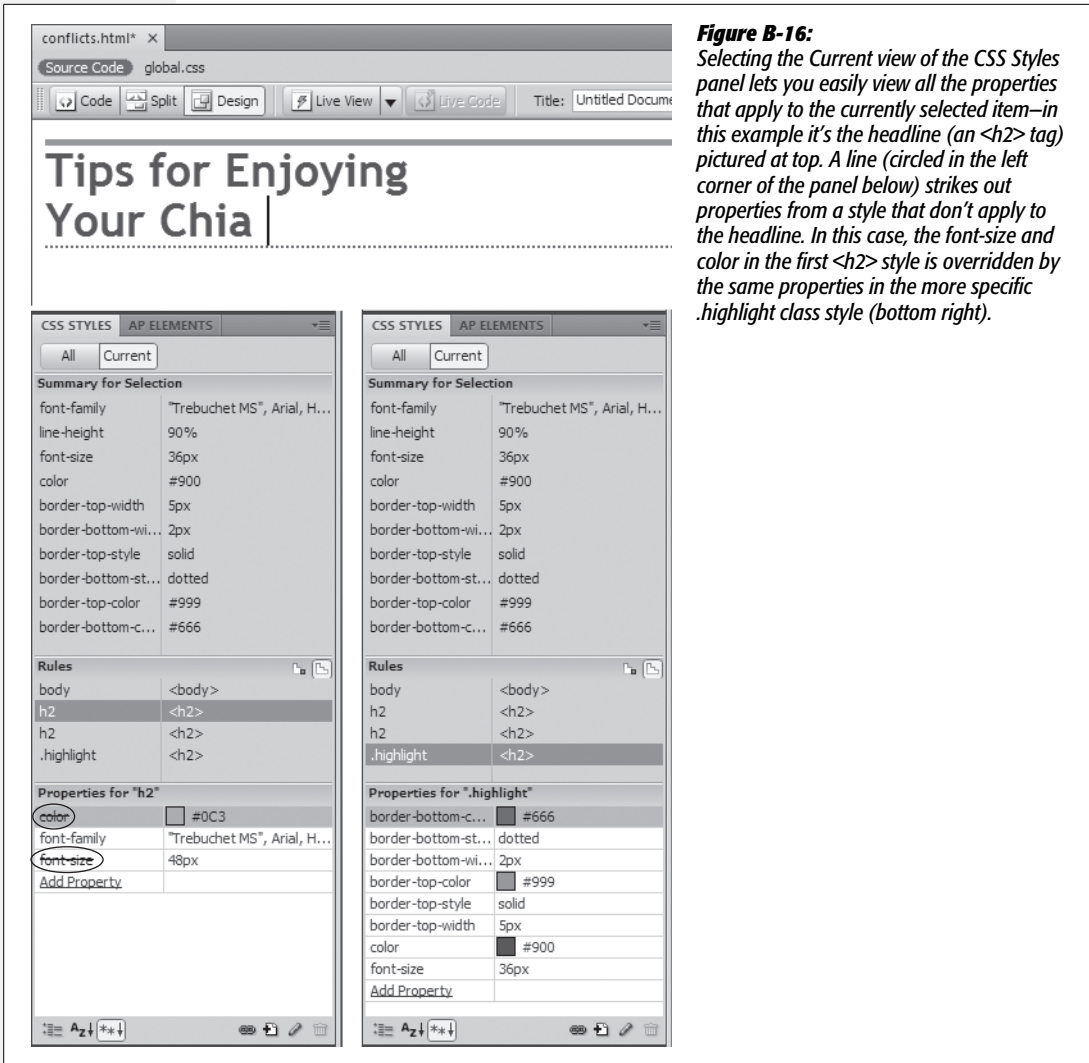 conflicts.html* ×
Source Code global.css
Code Split Design Live View Live Code Title: Untitled Docume
Tips for Enjoying
Your Chia
Figure B-16:
Selecting the Current view of the CSS Styles
panel lets you easily view all the properties
that apply to the currently selected item—in
this example it's the headline (an <h2> tag)
pictured at top. A line (circled in the left
corner of the panel below) strikes out
properties from a style that don't apply to
the headline. In this case, the font-size and
color in the first <h2> style is overridden by
the same properties in the more specific
.highlight class style (bottom right).
CSS STYLES AP ELEMENTS
All Current
Summary for Selection
font-family "Trebuchet MS", Arial, H...
line-height 90%
font-size 36px
color #900
border-top-width 5px
border-bottom-wi... 2px
border-top-style solid
border-bottom-st... dotted
border-top-color #999
border-bottom-c... #666
Rules
body <body>
h2 <h2>
h2 <h2>
.highlight <h2>
Properties for "h2"
color #0C3
font-family "Trebuchet MS", Arial, H...
font-size 48px
Add Property
CSS STYLES AP ELEMENTS
All Current
Summary for Selection
font-family "Trebuchet MS", Arial, H...
line-height 90%
font-size 36px
color #900
border-top-width 5px
border-bottom-wi... 2px
border-top-style solid
border-bottom-st... dotted
border-top-color #999
border-bottom-c... #666
Rules
body <body>
h2 <h2>
h2 <h2>
.highlight <h2>
Properties for ".highlight"
border-bottom-c... #666
border-bottom-st... dotted
border-bottom-wi... 2px
border-top-color #999
border-top-style solid
border-top-width 5px
color #900
font-size 36px
Add Property